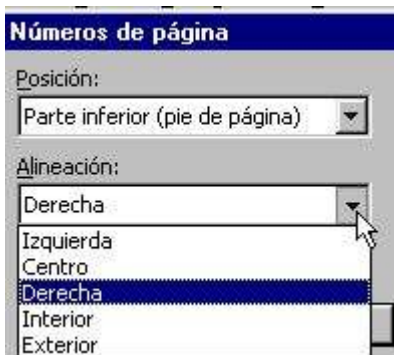 Números de página
Posición:
Parte inferior (pie de página)
Alineación:
Derecha
Izquierda
Centro
Derecha
Interior
Exterior